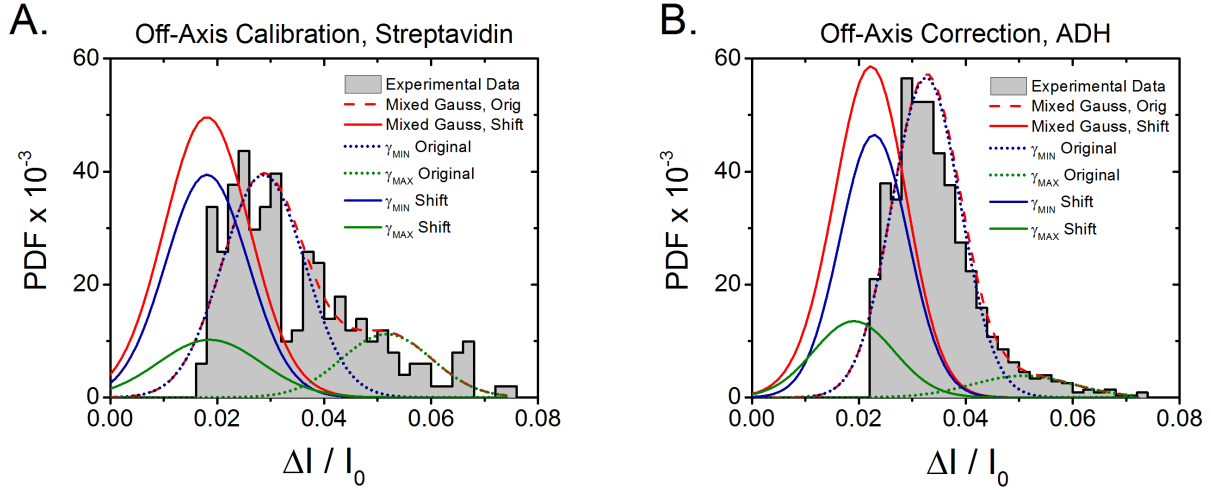 A.
Off-Axis Calibration, Streptavidin
60
40
20
0
PDF x 10⁻³
Experimental Data
Mixed Gauss, Orig
Mixed Gauss, Shift
γMIN Original
γMAX Original
γMIN Shift
γMAX Shift
0.00 0.02 0.04 0.06 0.08
ΔI / I₀
B.
Off-Axis Correction, ADH
60
40
20
0
PDF x 10⁻³
Experimental Data
Mixed Gauss, Orig
Mixed Gauss, Shift
γMIN Original
γMAX Original
γMIN Shift
γMAX Shift
0.00 0.02 0.04 0.06 0.08
ΔI / I₀